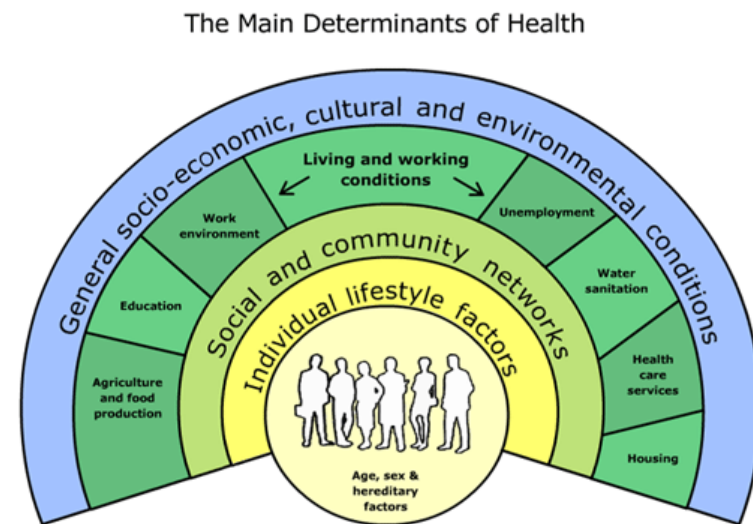 The Main Determinants of Health
General socio-economic, cultural and environmental conditions
Living and working
conditions
Agriculture
and food
production
Education
Work
environment
Unemployment
Water
sanitation
Health
care
services
Housing
Social and community networks
Individual lifestyle factors
Age, sex &
hereditary
factors